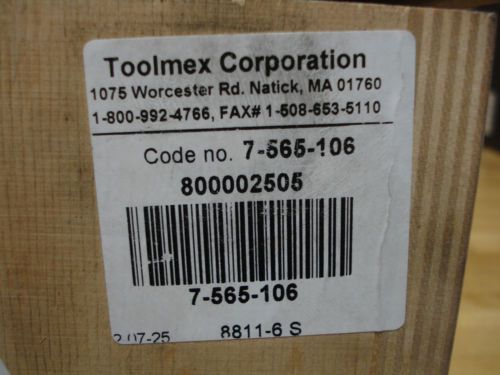 Toolmex Corporation
1075 Worcester Rd. Natick, MA 01760
1-800-992-4766, FAX# 1-508-653-5110
Code no. 7-565-106
800002505
7-565-106
8811-6 S